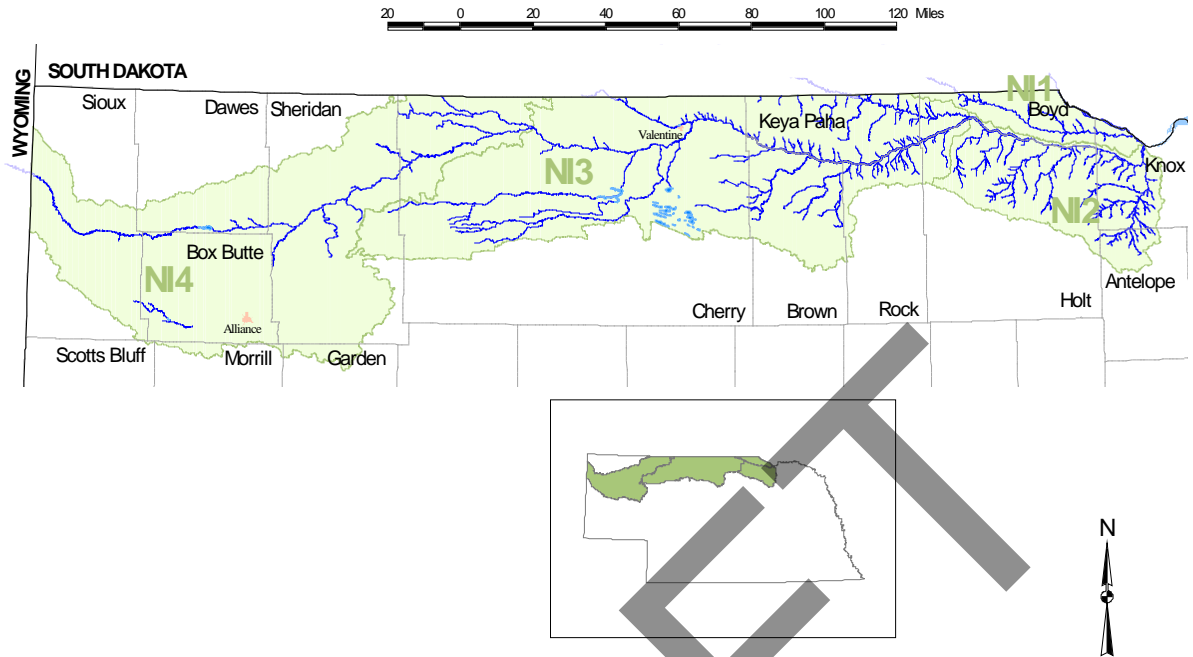 20 0 20 40 60 80 100 120 Miles
SOUTH DAKOTA
WYOMING
Sioux
Dawes
Sheridan
NI1
Boyd
Keya Paha
Valentine
Knox
NI3
NI2
Box Butte
NI4
Antelope
Alliance
Cherry
Brown
Rock
Holt
Scotts Bluff
Morrill
Garden
N